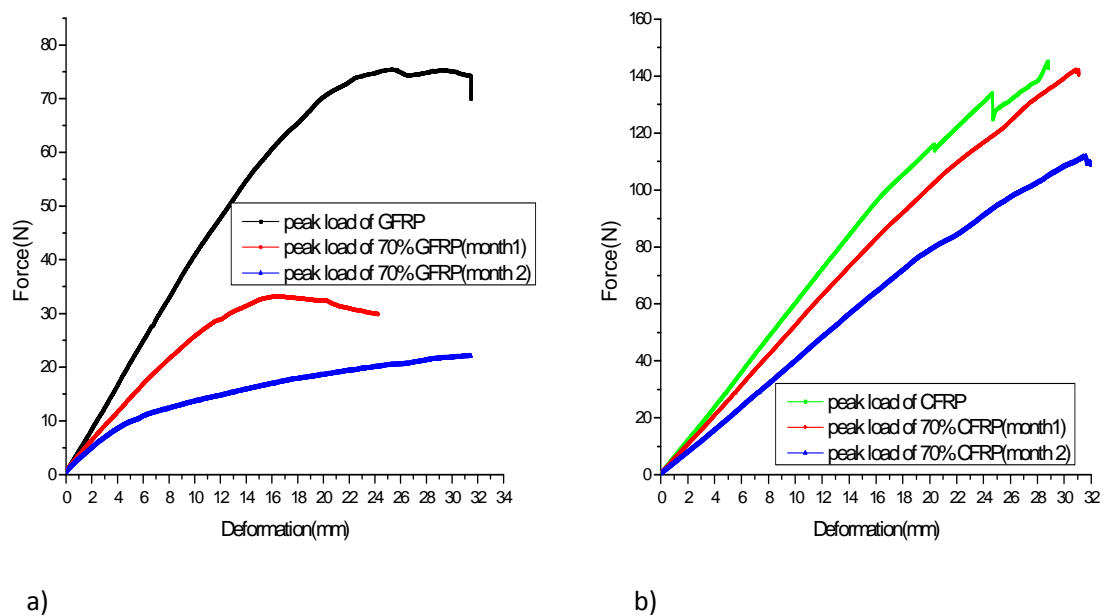 80
70
60
50
40
30
20
10
0
Force(N)
peak load of GFRP
peak load of 70% GFRP(month1)
peak load of 70% GFRP(month 2)
0 2 4 6 8 10 12 14 16 18 20 22 24 26 28 30 32 34
Deformation(mm)
a)
160
140
120
100
80
60
40
20
0
Force(N)
peak load of CFRP
peak load of 70% CFRP(month1)
peak load of 70% CFRP(month 2)
0 2 4 6 8 10 12 14 16 18 20 22 24 26 28 30 32
Deformation(mm)
b)